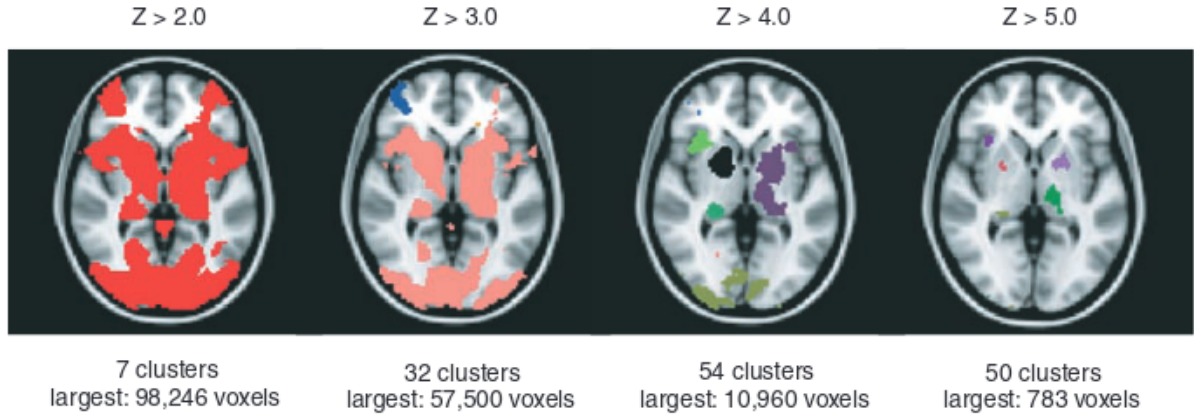 Z > 2.0
Z > 3.0
Z > 4.0
Z > 5.0
7 clusters
largest: 98,246 voxels
32 clusters
largest: 57,500 voxels
54 clusters
largest: 10,960 voxels
50 clusters
largest: 783 voxels